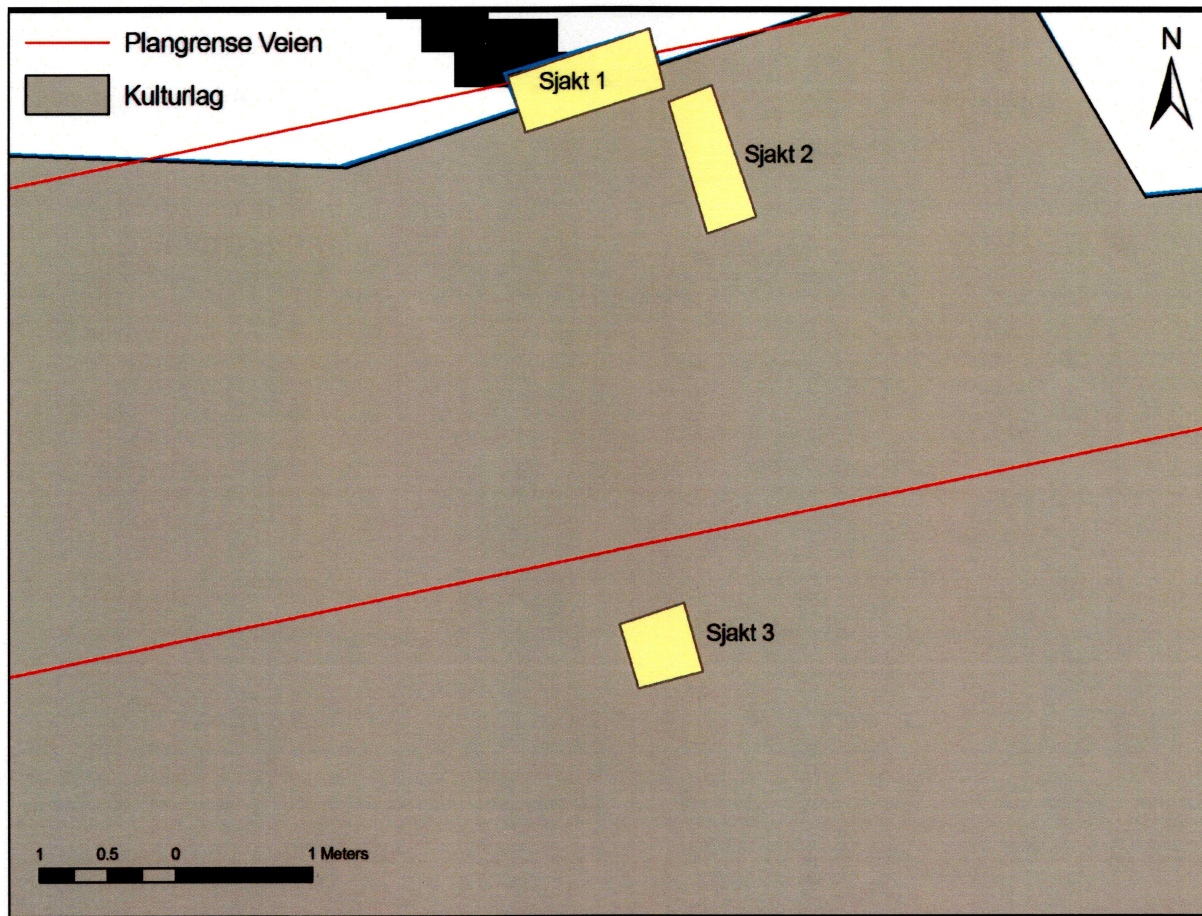 Plangrense Veien
Kulturlag
N
Sjakt 1
Sjakt 2
Sjakt 3
1 0.5 0 1 Meters